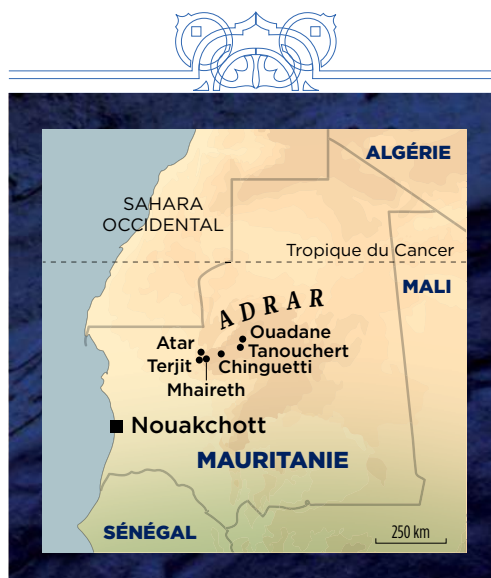 ALGÉRIE
SAHARA
OCCIDENTAL
Tropique du Cancer
MALI
ADRAR
Ouadane
Atar
Tanouchert
Terjit
Chinguetti
Mhaireth
Nouakchott
MAURITANIE
SÉNÉGAL
250 km